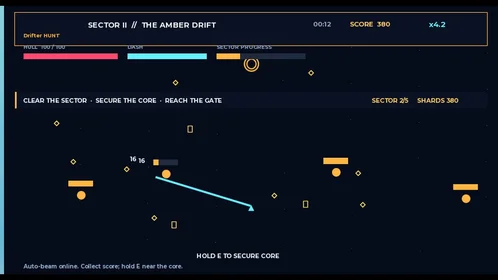 SECTOR II // THE AMBER DRIFT 00:12 SCORE 380 x4.2
Drifter HUNT
HULL 100 / 100 DASH SECTOR PROGRESS
CLEAR THE SECTOR · SECURE THE CORE · REACH THE GATE SECTOR 2/5 SHARDS 380
16 16
HOLD E TO SECURE CORE
Auto-beam online. Collect score; hold E near the core.